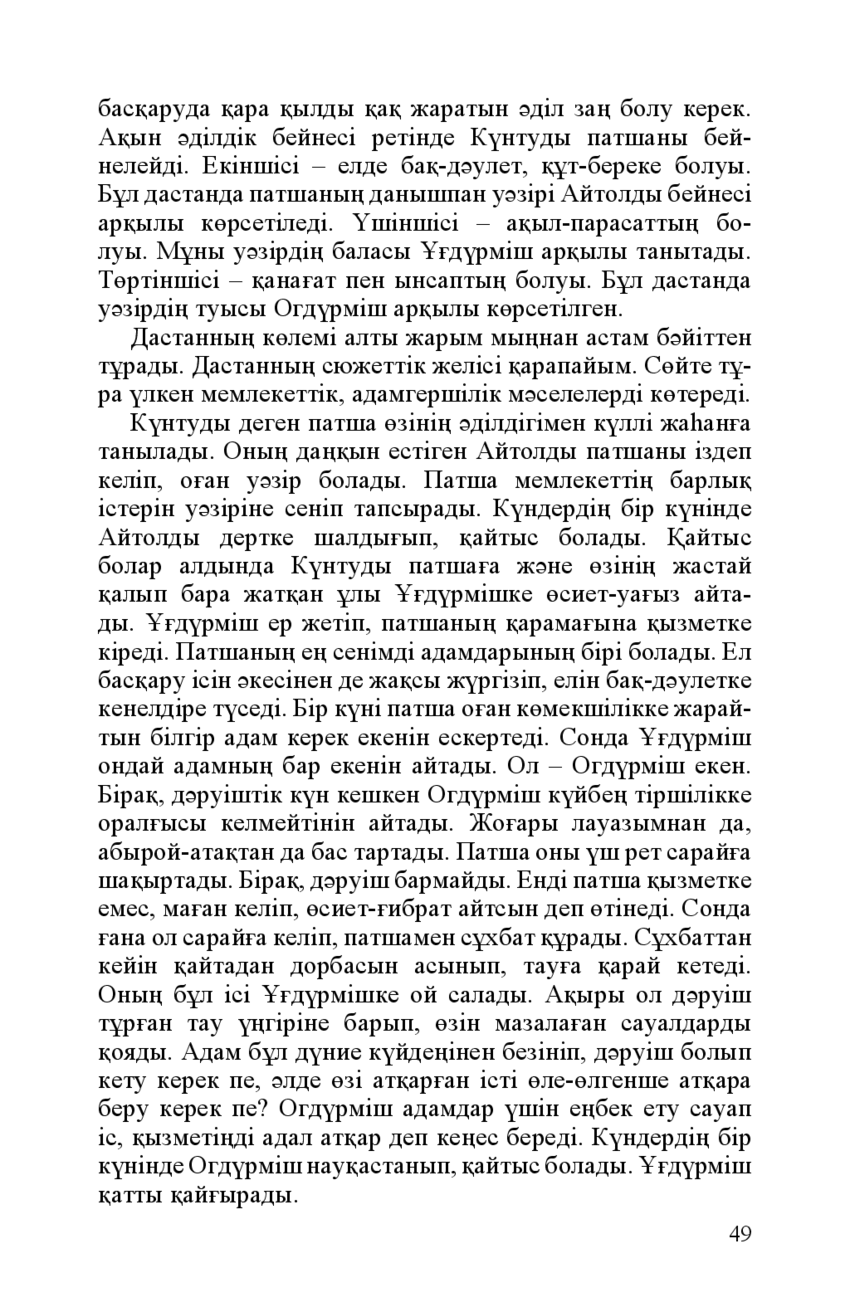 басқаруда қара қылды қақ жаратын әділ заң болу керек.
Ақын әділдік бейнесі ретінде Күнтуды патшаны бей-
нелейді. Екіншісі – елде бақ-дәулет, құт-береке болуы.
Бұл дастанда патшаның данышпан уәзірі Айтолды бейнесі
арқылы көрсетіледі. Үшіншісі – ақыл-парасаттың бо-
луы. Мұны уәзірдің баласы Ұғдүрміш арқылы танытады.
Төртіншісі – қанағат пен ынсаптың болуы. Бұл дастанда
уәзірдің туысы Огдүрміш арқылы көрсетілген.
Дастанның көлемі алты жарым мыңнан астам бәйіттен
тұрады. Дастанның сюжеттік желісі қарапайым. Сөйте тұ-
ра үлкен мемлекеттік, адамгершілік мәселелерді көтереді.
Күнтуды деген патша өзінің әділдігімен күллі жаһанға
танылады. Оның даңқын естіген Айтолды патшаны іздеп
келіп, оған уәзір болады. Патша мемлекеттің барлық
істерін уәзіріне сеніп тапсырады. Күндердің бір күнінде
Айтолды дертке шалдығып, қайтыс болады. Қайтыс
болар алдында Күнтуды патшаға және өзінің жастай
қалып бара жатқан ұлы Ұғдүрмішке өсиет-уағыз айта-
ды. Ұғдүрміш ер жетіп, патшаның қарамағына қызметке
кіреді. Патшаның ең сенімді адамдарының бірі болады. Ел
басқару ісін әкесінен де жақсы жүргізіп, елін бақ-дәулетке
кенелдіре түседі. Бір күні патша оған көмекшілікке жарай-
тын білгір адам керек екенін ескертеді. Сонда Ұғдүрміш
ондай адамның бар екенін айтады. Ол – Огдүрміш екен.
Бірақ, дәруіштік күн кешкен Огдүрміш күйбең тіршілікке
оралғысы келмейтінін айтады. Жоғары лауазымнан да,
абырой-атақтан да бас тартады. Патша оны үш рет сарайға
шақыртады. Бірақ, дәруіш бармайды. Енді патша қызметке
емес, маған келіп, өсиет-ғибрат айтсын деп өтінеді. Сонда
ғана ол сарайға келіп, патшамен сұхбат құрады. Сұхбаттан
кейін қайтадан дорбасын асынып, тауға қарай кетеді.
Оның бұл ісі Ұғдүрмішке ой салады. Ақыры ол дәруіш
тұрған тау үңгіріне барып, өзін мазалаған сауалдарды
қояды. Адам бұл дүние күйдеңінен безініп, дәруіш болып
кету керек пе, әлде өзі атқарған істі өле-өлгенше атқара
беру керек пе? Огдүрміш адамдар үшін еңбек ету сауап
іс, қызметіңді адал атқар деп кеңес береді. Күндердің бір
күнінде Огдүрміш науқастанып, қайтыс болады. Ұғдүрміш
қатты қайғырады.
49